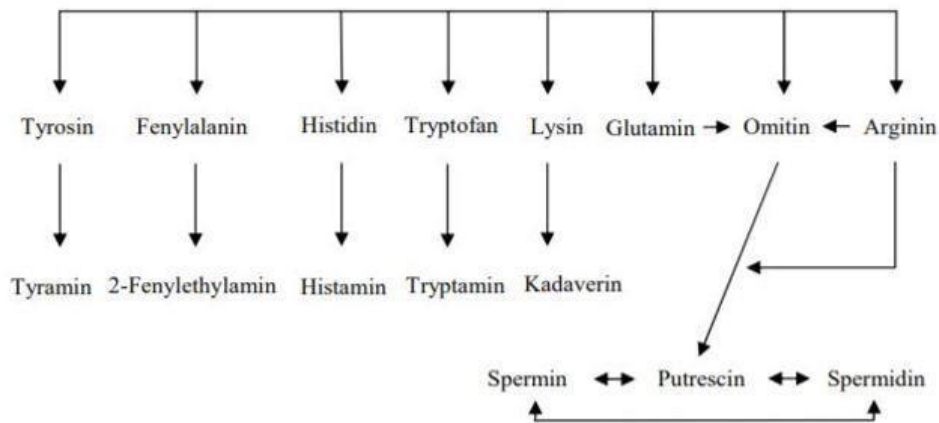 Tyrosin Fenylalanin Histidin Tryptofan Lysin Glutamin Omitin Arginin
Tyramin 2-Fenylethylamin Histamin Tryptamin Kadaverin
Spermin Putrescin Spermidin